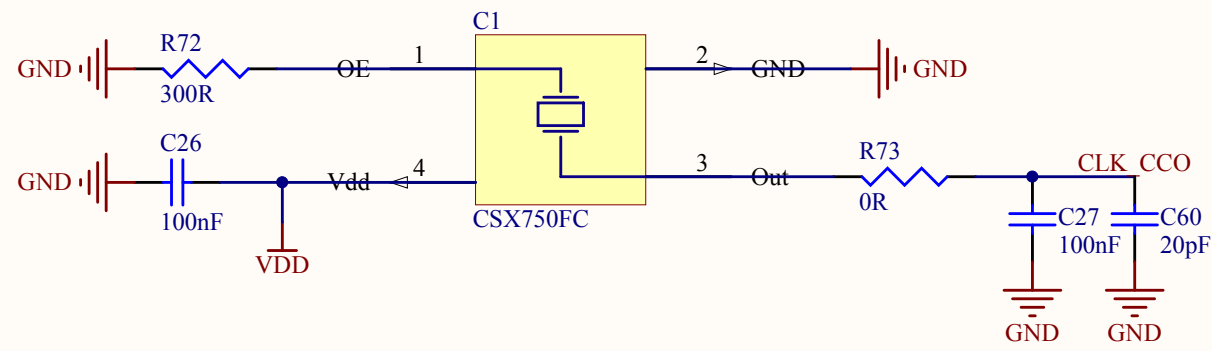 C1
R72
1
2
GND
OE
GND
GND
300R
C26
R73
4
3
CLK_CCO
GND
Vdd
Out
100nF
CSX750FC
0R
C27
C60
100nF
20pF
VDD
GND
GND